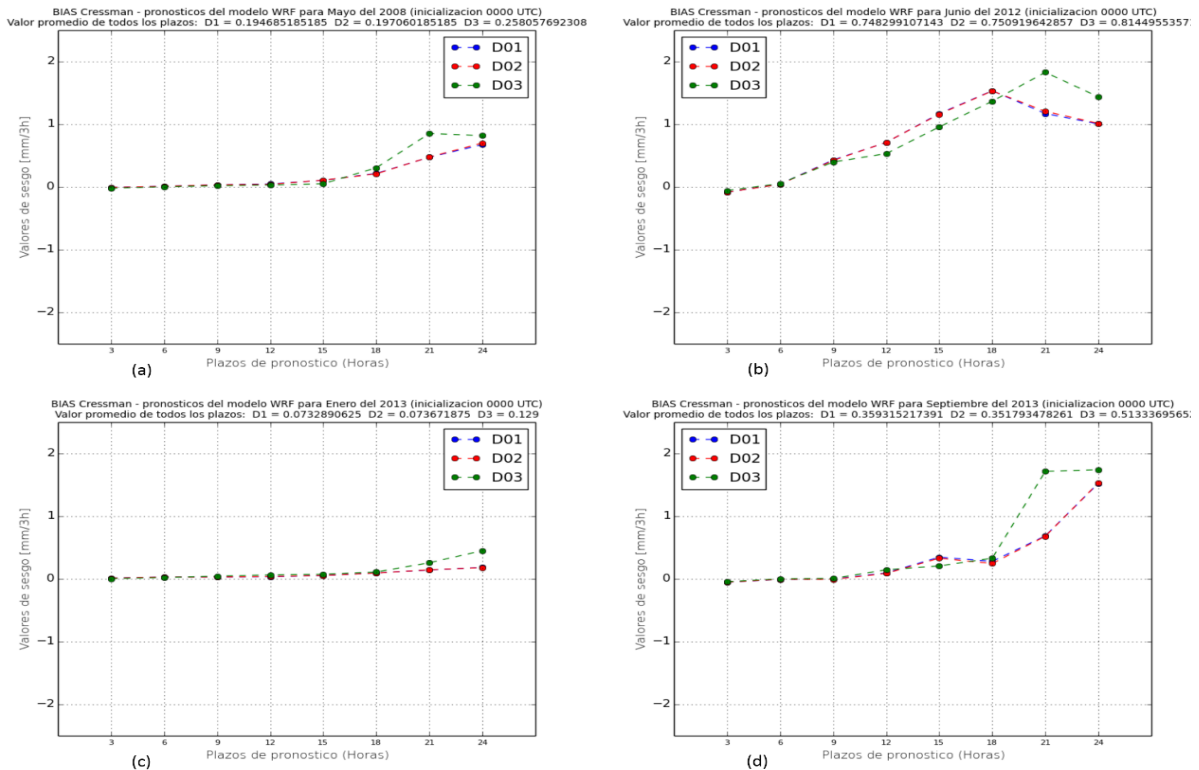 BIAS Cressman - pronosticos del modelo WRF para Mayo del 2008 (inicializacion 0000 UTC)
Valor promedio de todos los plazos: D1 = 0.194685185185 D2 = 0.197060185185 D3 = 0.258057692308
D01
D02
D03
2
1
0
−1
−2
Valores de sesgo [mm/3h]
3 6 9 12 15 18 21 24
Plazos de pronostico (Horas)
(a)
BIAS Cressman - pronosticos del modelo WRF para Junio del 2012 (inicializacion 0000 UTC)
Valor promedio de todos los plazos: D1 = 0.748299107143 D2 = 0.750919642857 D3 = 0.81449553571
D01
D02
D03
2
1
0
−1
−2
Valores de sesgo [mm/3h]
3 6 9 12 15 18 21 24
Plazos de pronostico (Horas)
(b)
BIAS Cressman - pronosticos del modelo WRF para Enero del 2013 (inicializacion 0000 UTC)
Valor promedio de todos los plazos: D1 = 0.0732890625 D2 = 0.073671875 D3 = 0.129
D01
D02
D03
2
1
0
−1
−2
Valores de sesgo [mm/3h]
3 6 9 12 15 18 21 24
Plazos de pronostico (Horas)
(c)
BIAS Cressman - pronosticos del modelo WRF para Septiembre del 2013 (inicializacion 0000 UTC)
Valor promedio de todos los plazos: D1 = 0.359315217391 D2 = 0.351793478261 D3 = 0.51333695652
D01
D02
D03
2
1
0
−1
−2
Valores de sesgo [mm/3h]
3 6 9 12 15 18 21 24
Plazos de pronostico (Horas)
(d)